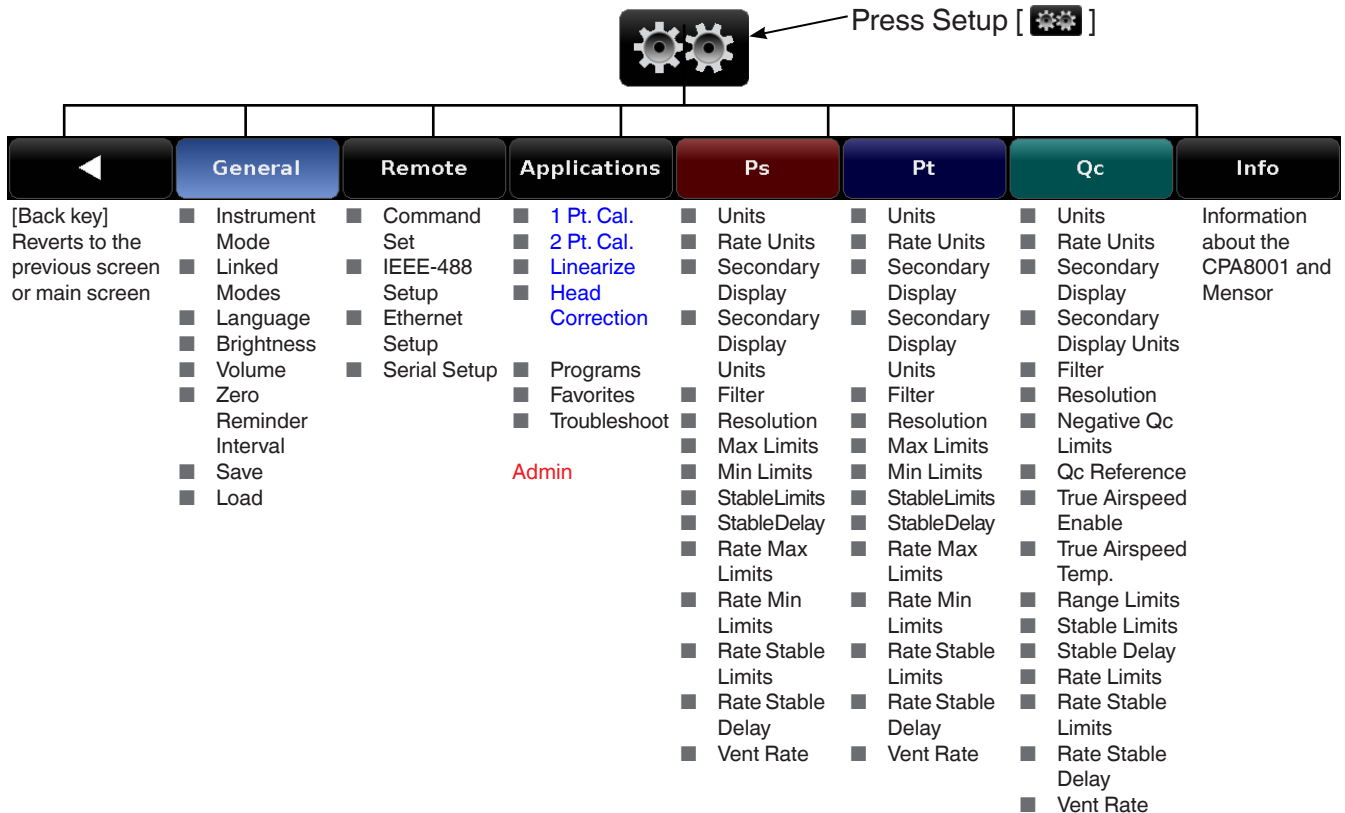 Press Setup [ ]
General
Remote
Applications
Ps
Pt
Qc
Info
[Back key]
Reverts to the
previous screen
or main screen
■ Instrument
Mode
■ Linked
Modes
■ Language
■ Brightness
■ Volume
■ Zero
Reminder
Interval
■ Save
■ Load
■ Command
Set
■ IEEE-488
Setup
■ Ethernet
Setup
■ Serial Setup
■ 1 Pt. Cal.
■ 2 Pt. Cal.
■ Linearize
■ Head
Correction
■ Programs
■ Favorites
■ Troubleshoot
Admin
■ Units
■ Rate Units
■ Secondary
Display
■ Secondary
Display
Units
■ Filter
■ Resolution
■ Max Limits
■ Min Limits
■ StableLimits
■ StableDelay
■ Rate Max
Limits
■ Rate Min
Limits
■ Rate Stable
Limits
■ Rate Stable
Delay
■ Vent Rate
■ Units
■ Rate Units
■ Secondary
Display
■ Secondary
Display
Units
■ Filter
■ Resolution
■ Max Limits
■ Min Limits
■ StableLimits
■ StableDelay
■ Rate Max
Limits
■ Rate Min
Limits
■ Rate Stable
Limits
■ Rate Stable
Delay
■ Vent Rate
■ Units
■ Rate Units
■ Secondary
Display
■ Secondary
Display Units
■ Filter
■ Resolution
■ Negative Qc
Limits
■ Qc Reference
■ True Airspeed
Enable
■ True Airspeed
Temp.
■ Range Limits
■ Stable Limits
■ Stable Delay
■ Rate Limits
■ Rate Stable
Limits
■ Rate Stable
Delay
■ Vent Rate
Information
about the
CPA8001 and
Mensor